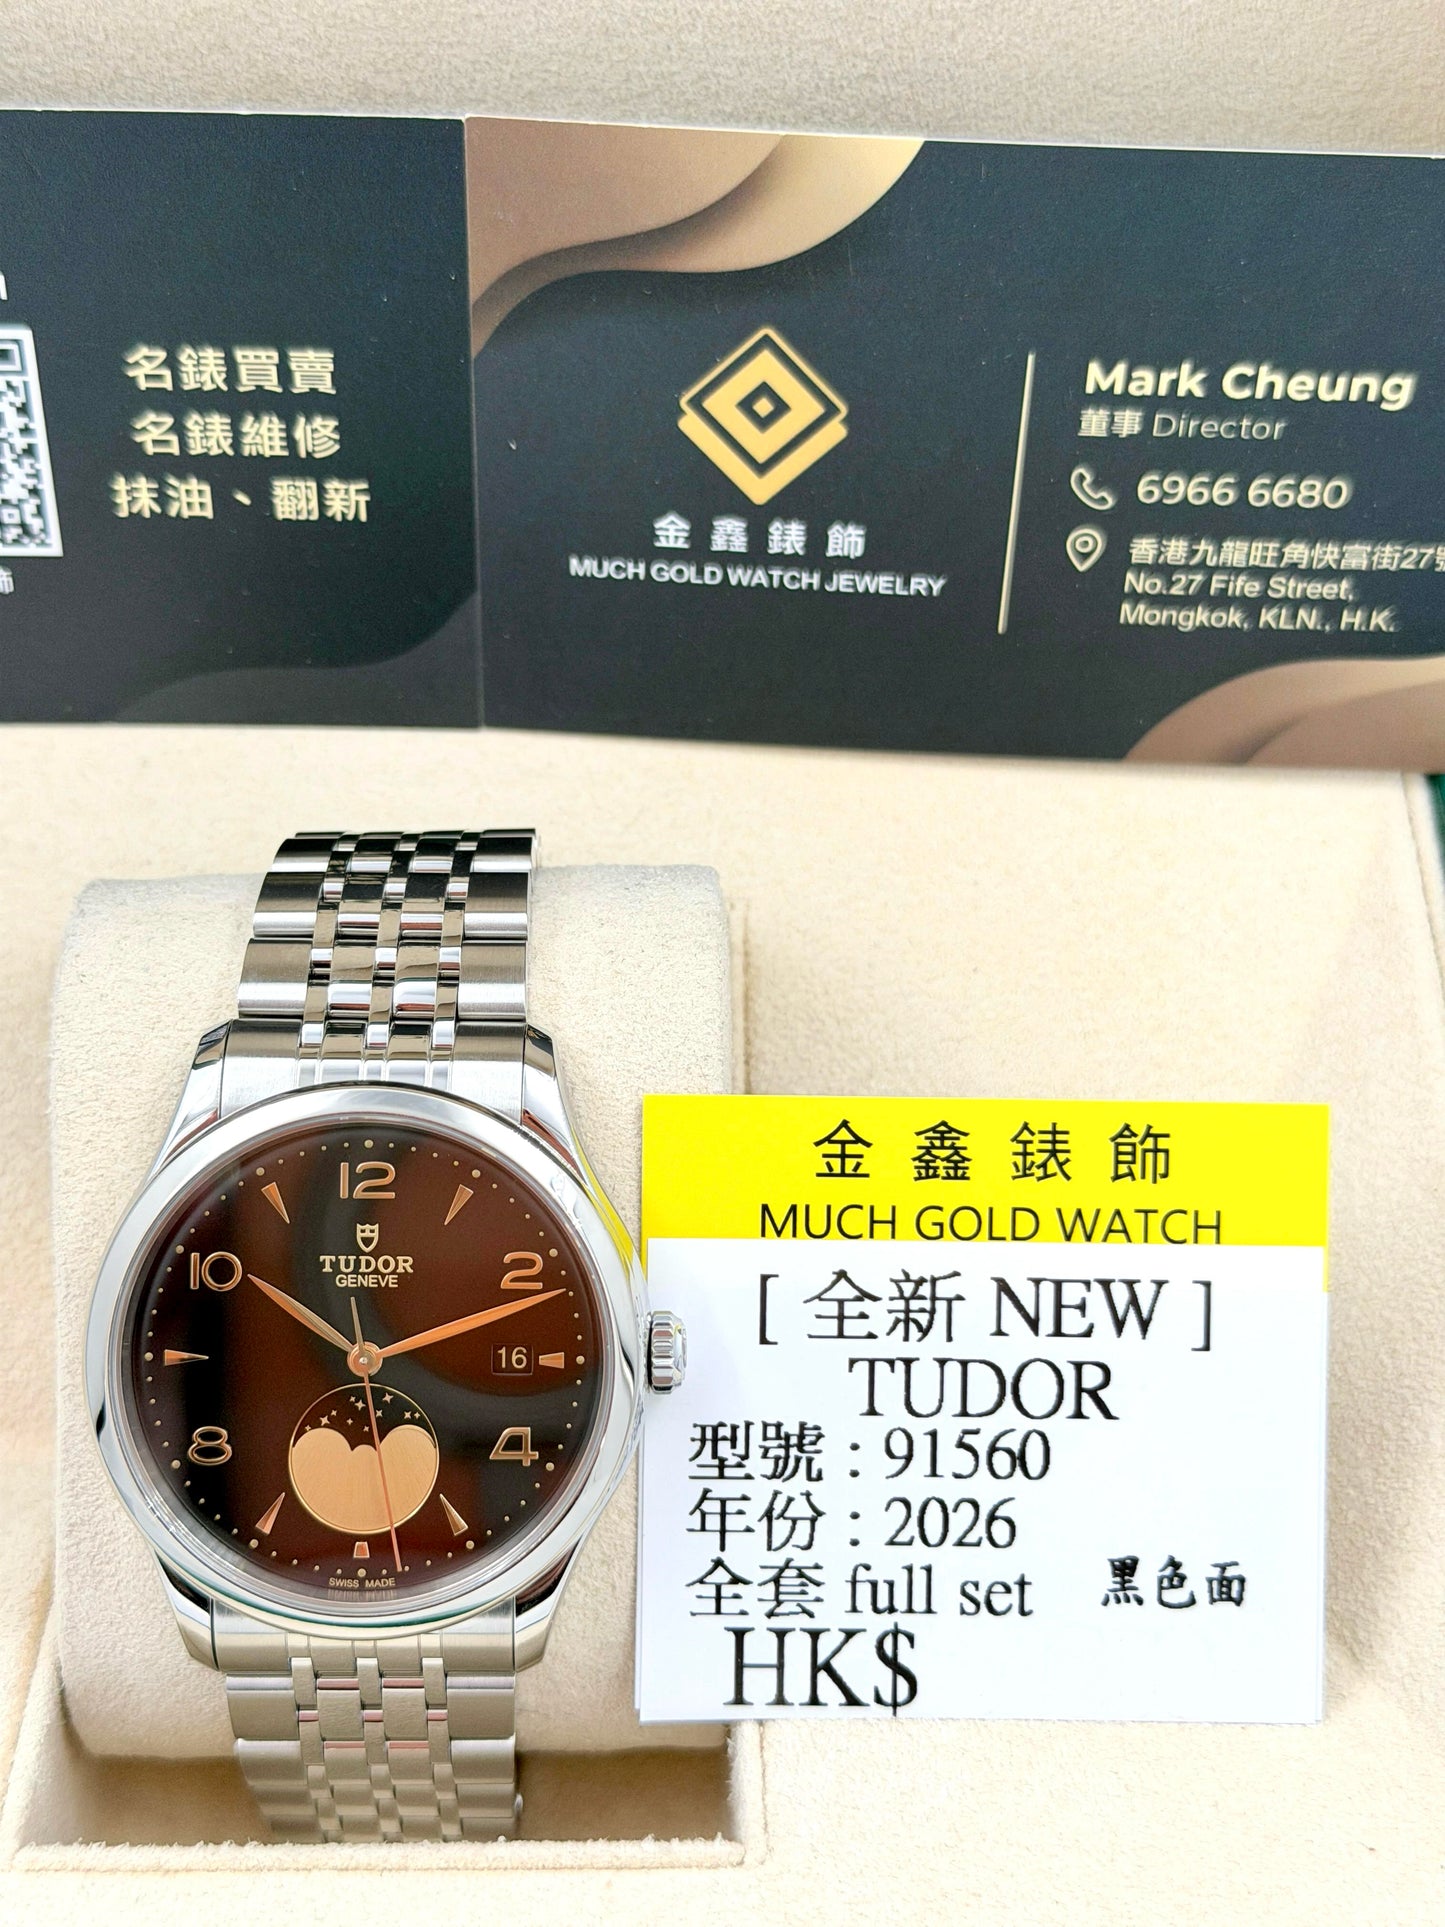 名錶買賣
名錶維修
抹油、翻新
飾
金鑫錶飾
MUCH GOLD WATCH JEWELRY
Mark Cheung
董事 Director
6966 6680
香港九龍旺角快富街27號
No.27 Fife Street,
Mongkok, KLN., H.K.
12
10
2
TUDOR
GENEVE
16
8
4
SWISS MADE
金鑫錶飾
MUCH GOLD WATCH
[ 全新 NEW ]
TUDOR
型號 : 91560
年份 : 2026
全套 full set 黑色面
HK$